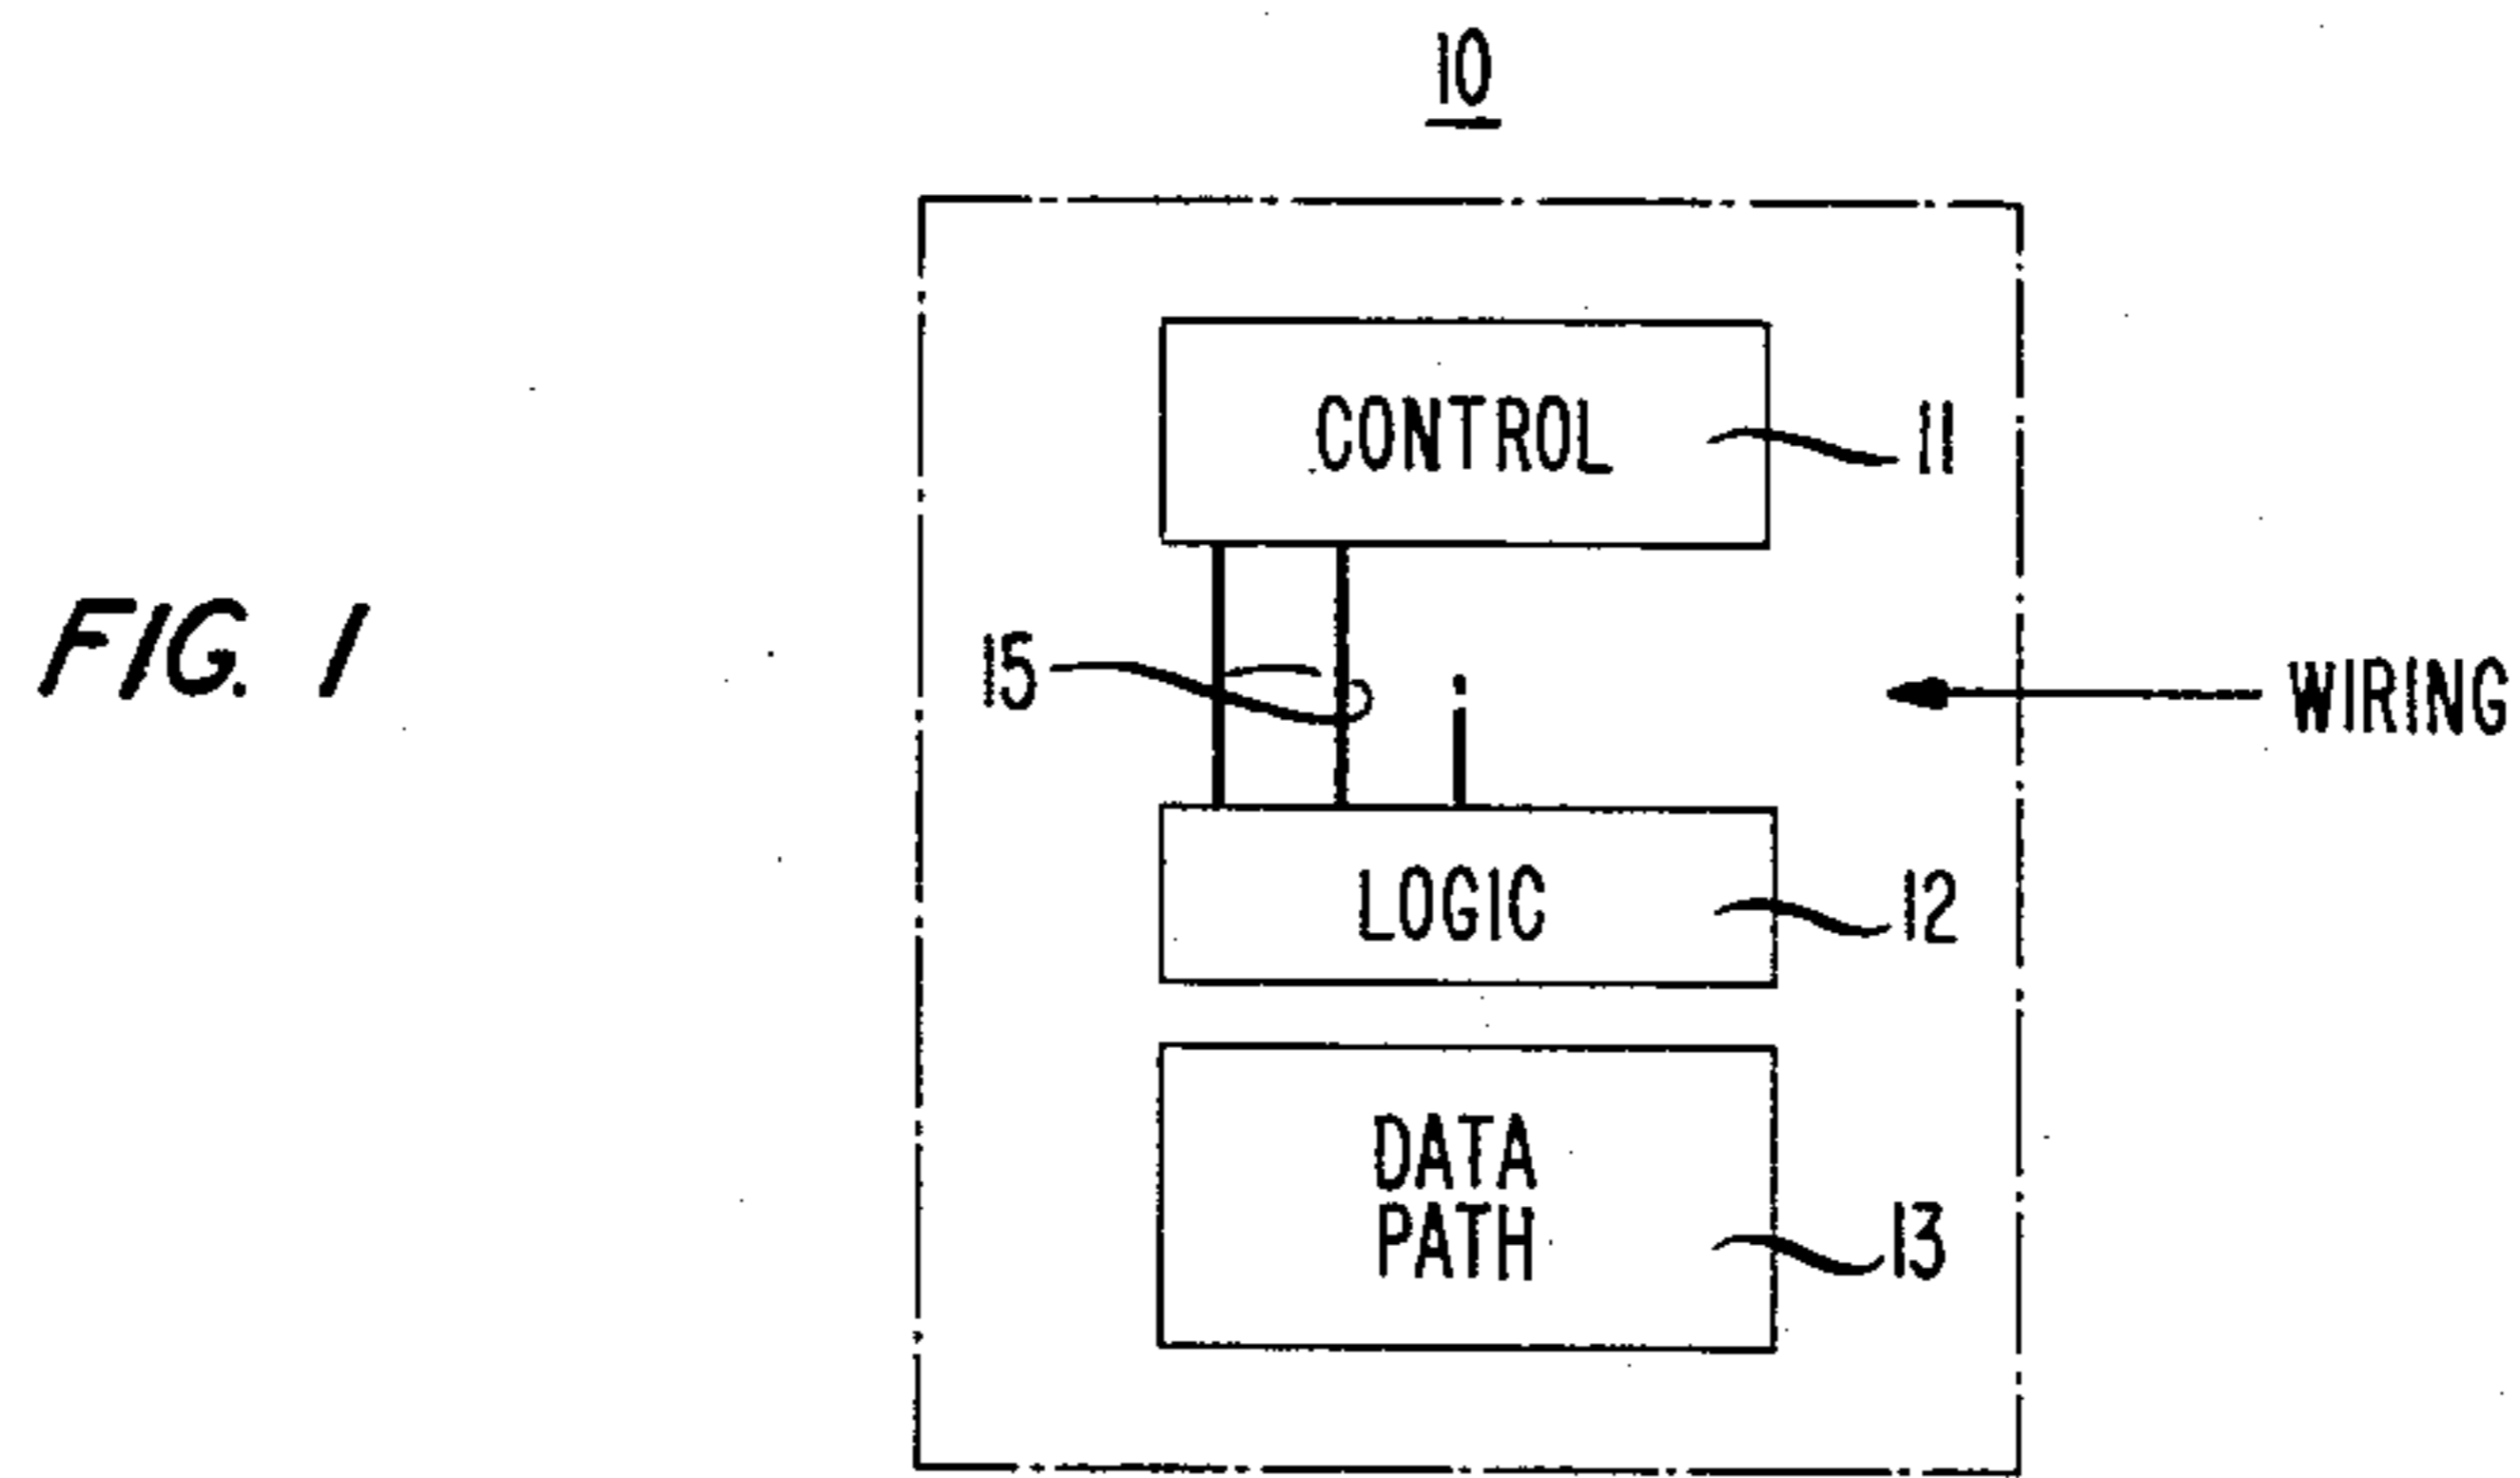 10
CONTROL
11
FIG. 1
15
WIRING
LOGIC
12
DATA
PATH
13